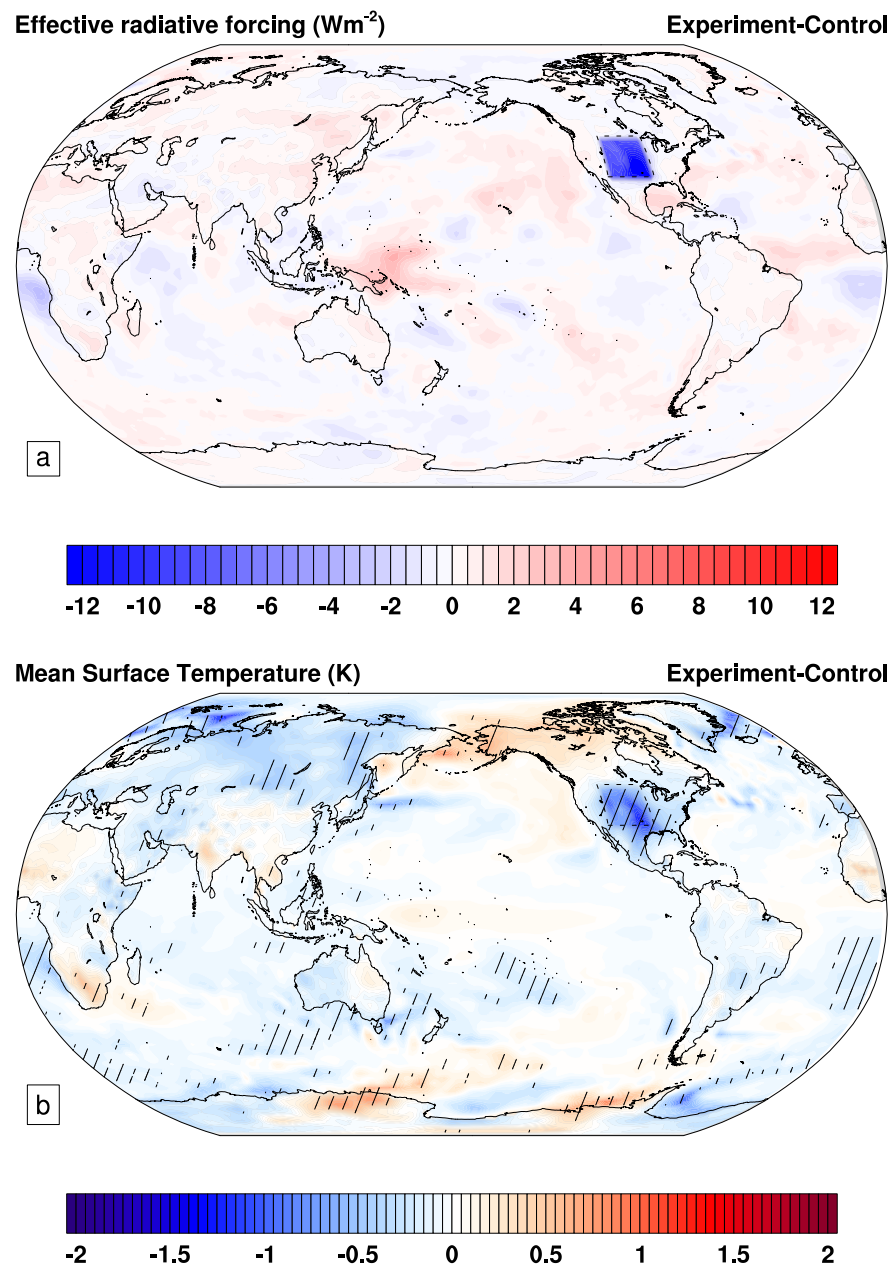 Effective radiative forcing (Wm⁻²) Experiment-Control
a
-12 -10 -8 -6 -4 -2 0 2 4 6 8 10 12
Mean Surface Temperature (K) Experiment-Control
b
-2 -1.5 -1 -0.5 0 0.5 1 1.5 2